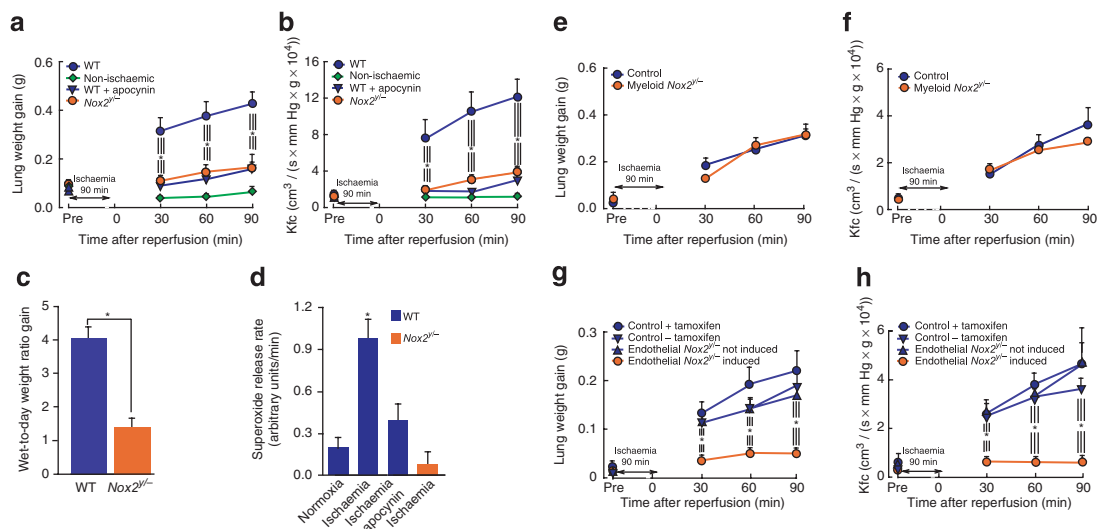 a
Lung weight gain (g)
0.6
0.4
0.2
0.0
WT
Non-ischaemic
WT + apocynin
Nox2y/–
Ischaemia
90 min
Pre 0 30 60 90
Time after reperfusion (min)
b
Kfc (cm3 / (s × mm Hg × g × 104))
16
12
8
4
0
WT
Non-ischaemic
WT + apocynin
Nox2y/–
Ischaemia
90 min
Pre 0 30 60 90
Time after reperfusion (min)
e
Lung weight gain (g)
0.6
0.4
0.2
0.0
Control
Myeloid Nox2y/–
Ischaemia
90 min
Pre 0 30 60 90
Time after reperfusion (min)
f
Kfc (cm3 / (s × mm Hg × g × 104))
6
4
2
0
Control
Myeloid Nox2y/–
Ischaemia
90 min
Pre 0 30 60 90
Time after reperfusion (min)
c
Wet-to-day weight ratio gain
5
4
3
2
1
0
*
WT Nox2y/–
d
Superoxide release rate
(arbitrary units/min)
1.2
0.9
0.6
0.3
0.0
WT
Nox2y/–
*
Normoxia
Ischaemia
Ischaemia
apocynin
Ischaemia
g
Lung weight gain (g)
0.3
0.2
0.1
0
Control + tamoxifen
Control – tamoxifen
Endothelial Nox2y/– not induced
Endothelial Nox2y/– induced
Ischaemia
90 min
Pre 0 30 60 90
Time after reperfusion (min)
h
Kfc (cm3 / (s × mm Hg × g × 104))
6
4
2
0
Control + tamoxifen
Control – tamoxifen
Endothelial Nox2y/– not induced
Endothelial Nox2y/– induced
Ischaemia
90 min
Pre 0 30 60 90
Time after reperfusion (min)